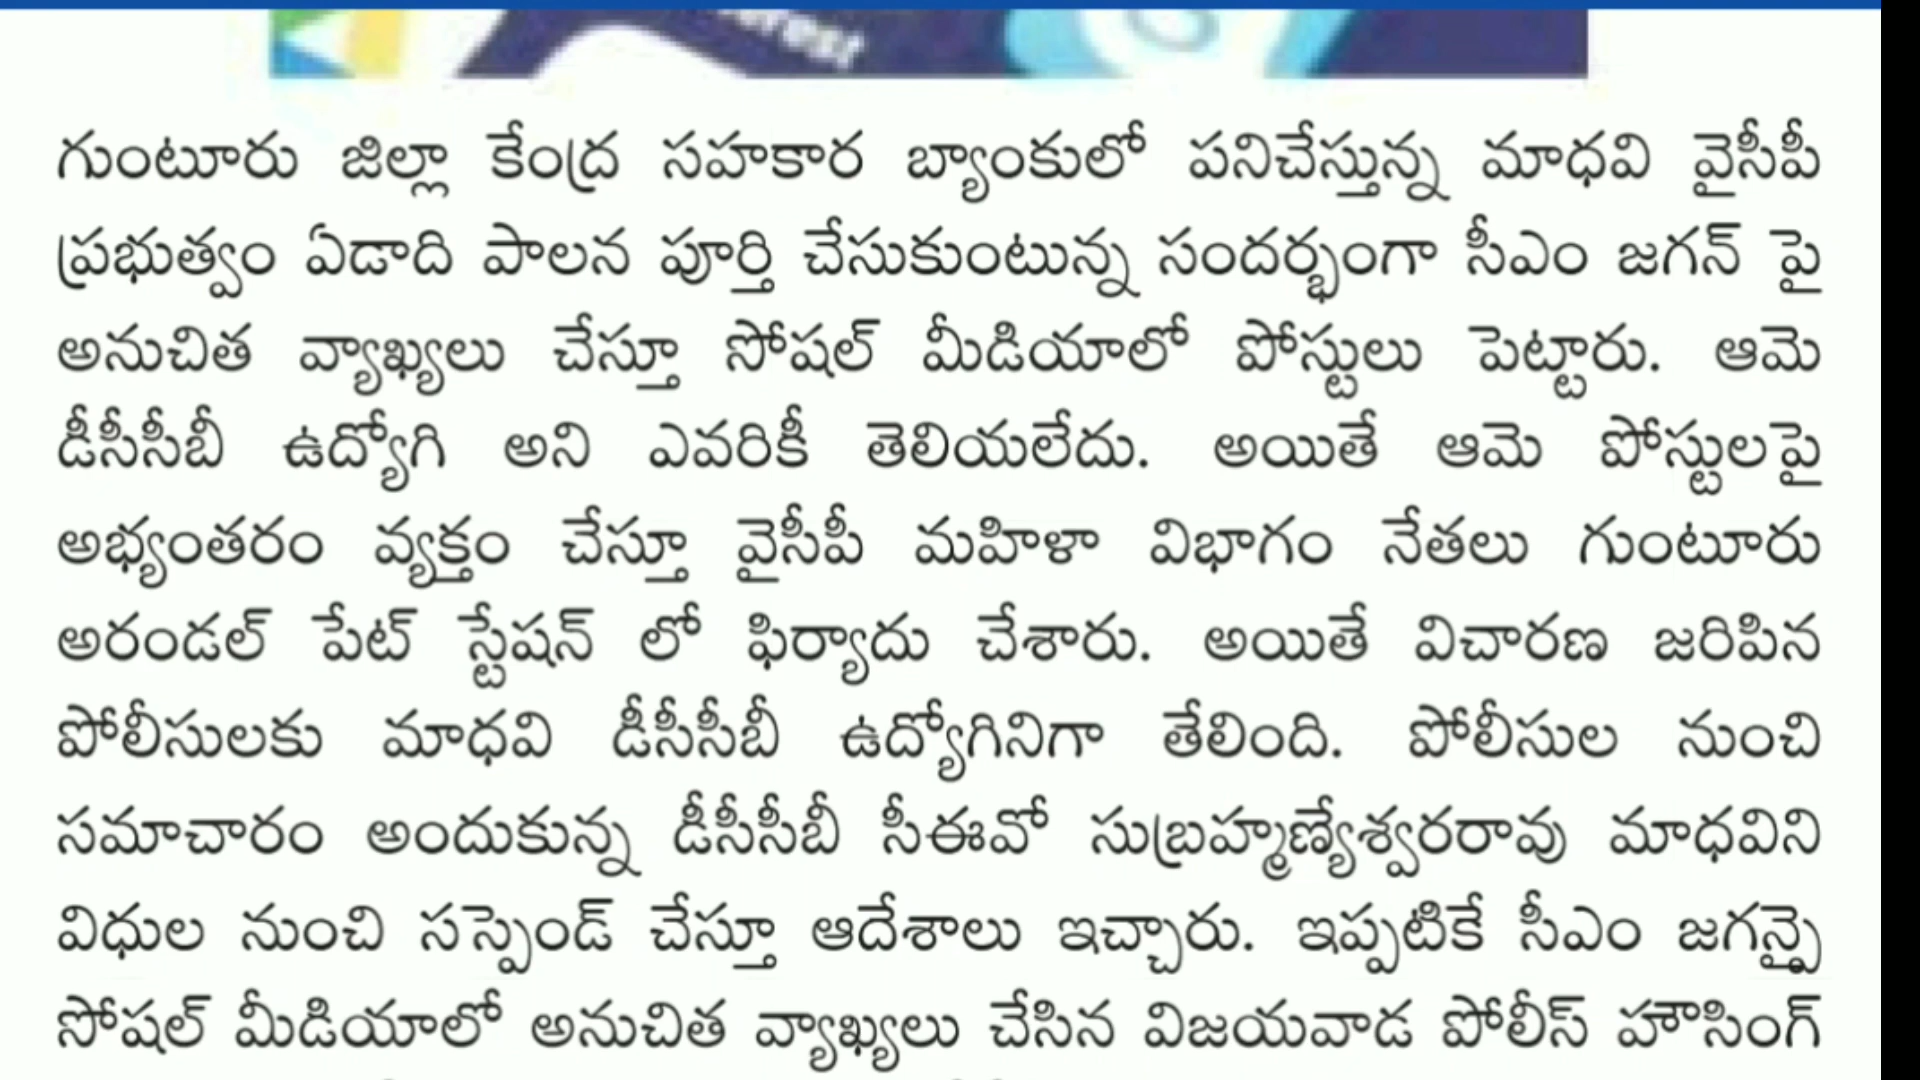 erest
గుంటూరు జిల్లా కేంద్ర సహకార బ్యాంకులో పనిచేస్తున్న మాధవి వైసీపీ
ప్రభుత్వం ఏడాది పాలన పూర్తి చేసుకుంటున్న సందర్భంగా సీఎం జగన్ పై
అనుచిత వ్యాఖ్యలు చేస్తూ సోషల్ మీడియాలో పోస్టులు పెట్టారు. ఆమె
డీసీసీబీ ఉద్యోగి అని ఎవరికీ తెలియలేదు. అయితే ఆమె పోస్టులపై
అభ్యంతరం వ్యక్తం చేస్తూ వైసీపీ మహిళా విభాగం నేతలు గుంటూరు
అరండల్ పేట్ స్టేషన్ లో ఫిర్యాదు చేశారు. అయితే విచారణ జరిపిన
పోలీసులకు మాధవి డీసీసీబీ ఉద్యోగినిగా తేలింది. పోలీసుల నుంచి
సమాచారం అందుకున్న డీసీసీబీ సీఈవో సుబ్రహ్మణ్యేశ్వరరావు మాధవిని
విధుల నుంచి సస్పెండ్ చేస్తూ ఆదేశాలు ఇచ్చారు. ఇప్పటికే సీఎం జగన్పై
సోషల్ మీడియాలో అనుచిత వ్యాఖ్యలు చేసిన విజయవాడ పోలీస్ హౌసింగ్